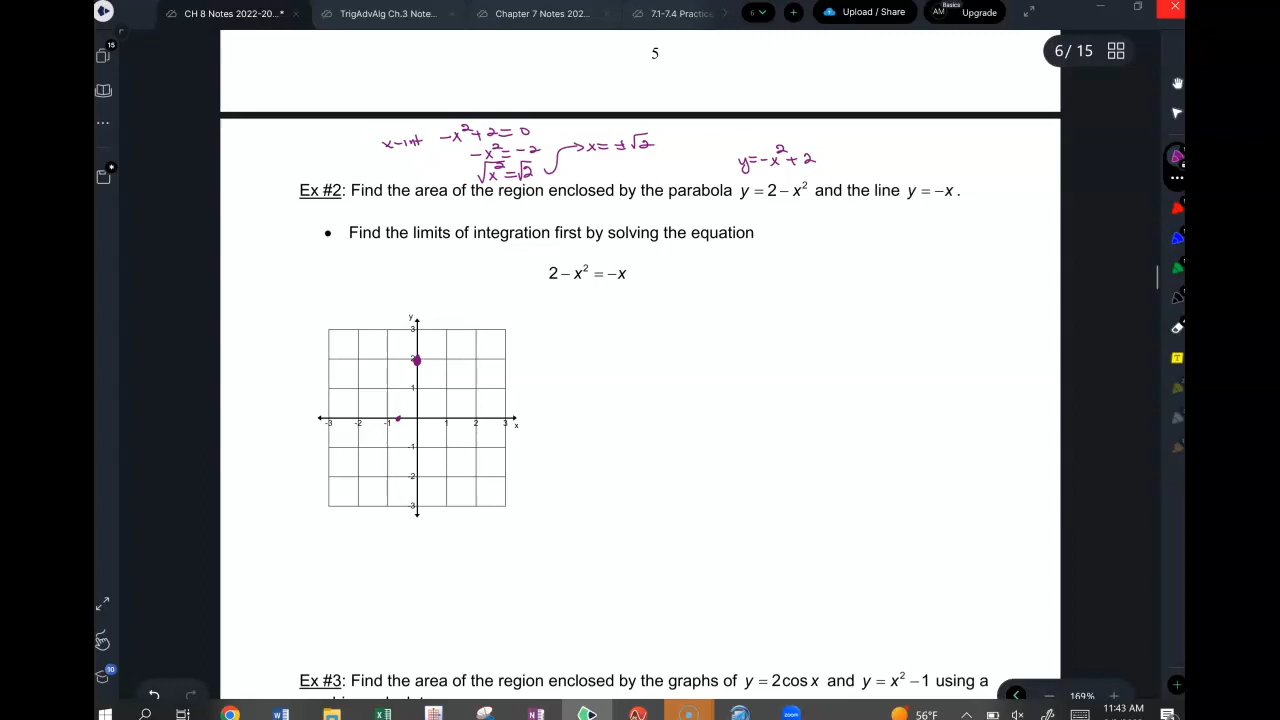 CH 8 Notes 2022-20...* TrigAdvAlg Ch.3 Note... Chapter 7 Notes 202... 7.1-7.4 Practice 6 + Upload / Share Basics AM Upgrade
5
6 / 15
15
x-int -x²+2=0
-x²=-2
√x²=√2
x=±√2
y=-x²+2
Ex #2: Find the area of the region enclosed by the parabola y = 2 − x² and the line y = −x .
• Find the limits of integration first by solving the equation
2 − x² = −x
y
3
2
1
-3 -2 -1 1 2 3 x
-1
-2
-3
T
10
Ex #3: Find the area of the region enclosed by the graphs of y = 2cos x and y = x² −1 using a
169%
56°F
11:43 AM